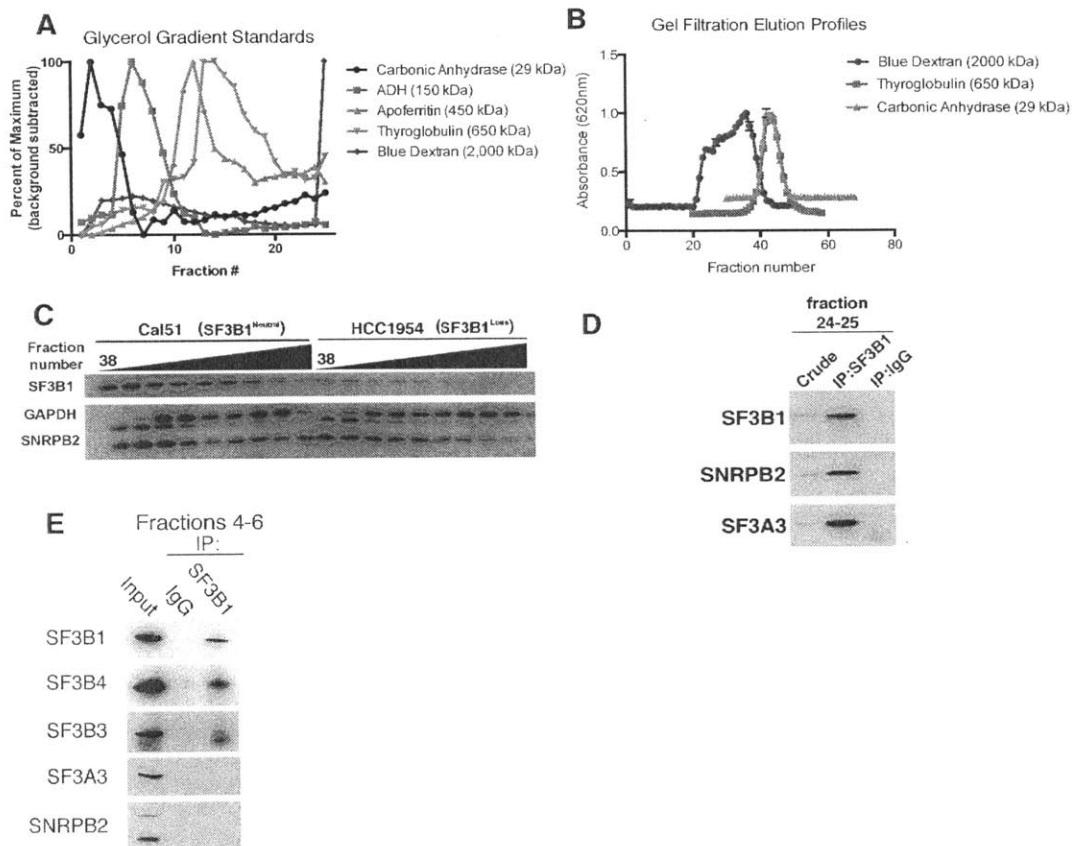 A
Glycerol Gradient Standards
Percent of Maximum
(background subtracted)
100
50
0
0
10
20
Fraction #
Carbonic Anhydrase (29 kDa)
ADH (150 kDa)
Apoferritin (450 kDa)
Thyroglobulin (650 kDa)
Blue Dextran (2,000 kDa)
B
Gel Filtration Elution Profiles
Absorbance (620nm)
1.5
1.0
0.5
0.0
0
20
40
60
80
Fraction number
Blue Dextran (2000 kDa)
Thyroglobulin (650 kDa)
Carbonic Anhydrase (29 kDa)
C
Cal51 (SF3B1Neutral) HCC1954 (SF3B1Loss)
Fraction
number
38
38
SF3B1
GAPDH
SNRPB2
D
fraction
24-25
Crude
IP:SF3B1
IP:IgG
SF3B1
SNRPB2
SF3A3
E
Fractions 4-6
IP:
Input
IgG
SF3B1
SF3B1
SF3B4
SF3B3
SF3A3
SNRPB2